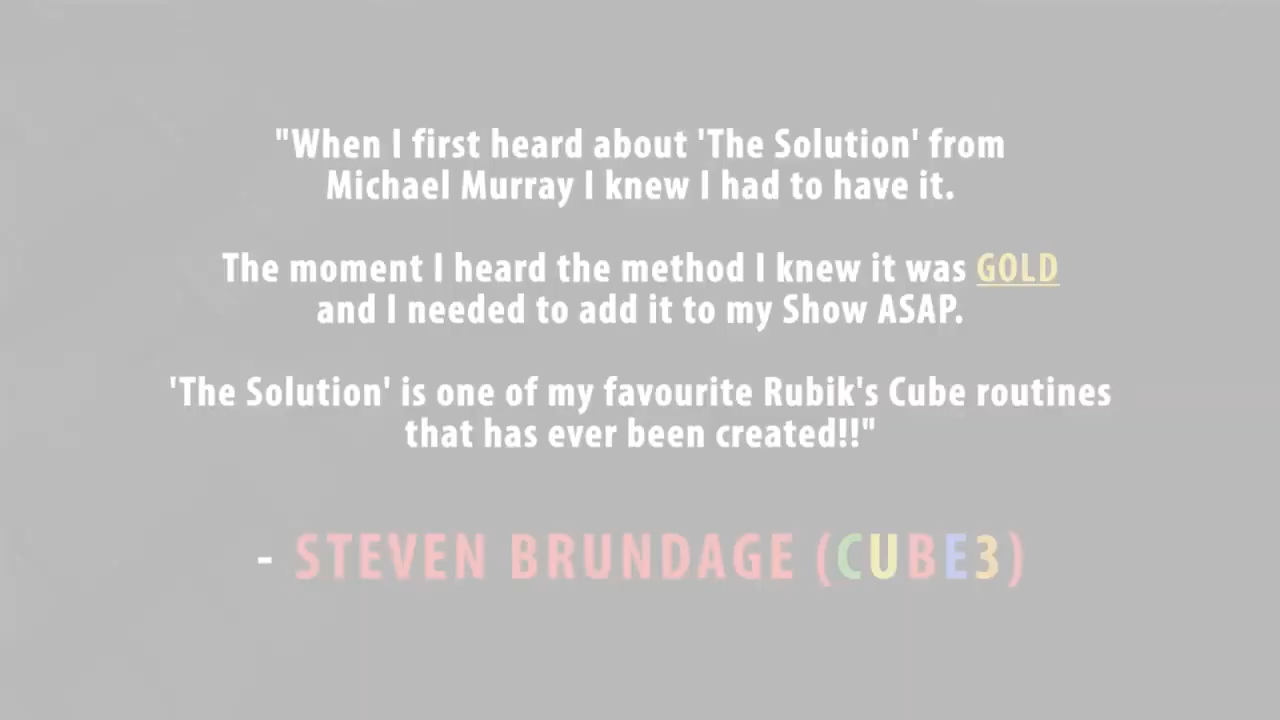 "When I first heard about 'The Solution' from
Michael Murray I knew I had to have it.
The moment I heard the method I knew it was GOLD
and I needed to add it to my Show ASAP.
'The Solution' is one of my favourite Rubik's Cube routines
that has ever been created!!"
- STEVEN BRUNDAGE (CUBE3)